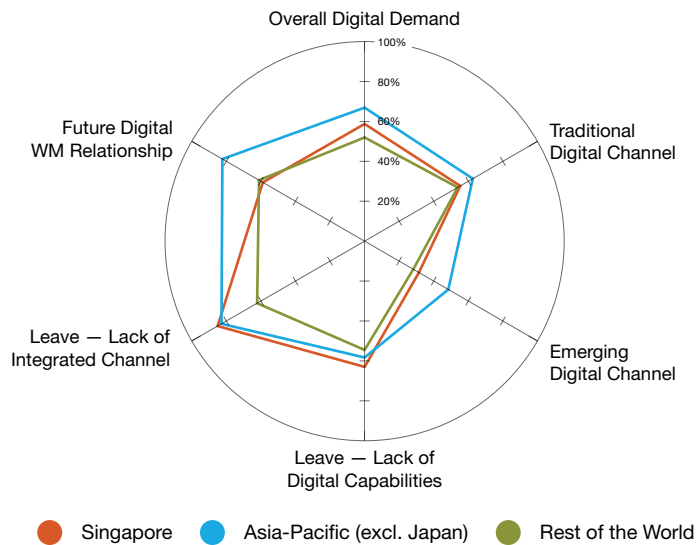 Overall Digital Demand
100%
80%
60%
40%
20%
Traditional
Digital Channel
Emerging
Digital Channel
Leave — Lack of
Digital Capabilities
Leave — Lack of
Integrated Channel
Future Digital
WM Relationship
Singapore
Asia-Pacific (excl. Japan)
Rest of the World